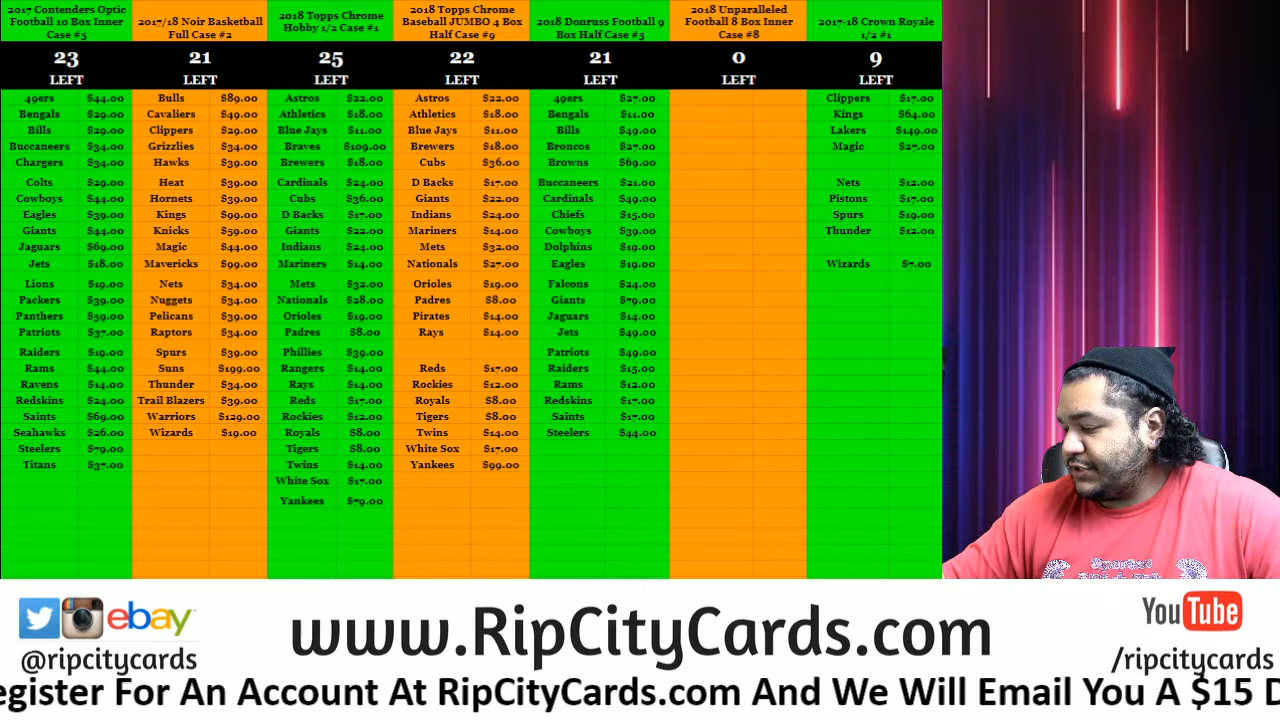 2017 Contenders Optic Football 10 Box Inner Case #5
23
LEFT
49ers $44.00
Bengals $29.00
Bills $29.00
Buccaneers $34.00
Chargers $34.00
Colts $29.00
Cowboys $44.00
Eagles $39.00
Giants $44.00
Jaguars $69.00
Jets $18.00
Lions $19.00
Packers $39.00
Panthers $59.00
Patriots $37.00
Raiders $19.00
Rams $44.00
Ravens $14.00
Redskins $24.00
Saints $69.00
Seahawks $26.00
Steelers $79.00
Titans $37.00
2017/18 Noir Basketball Full Case #2
21
LEFT
Bulls $89.00
Cavaliers $49.00
Clippers $29.00
Grizzlies $34.00
Hawks $39.00
Heat $39.00
Hornets $39.00
Kings $99.00
Knicks $59.00
Magic $44.00
Mavericks $99.00
Nets $34.00
Nuggets $34.00
Pelicans $39.00
Raptors $34.00
Spurs $39.00
Suns $199.00
Thunder $34.00
Trail Blazers $39.00
Warriors $129.00
Wizards $19.00
2018 Topps Chrome Hobby 1/2 Case #1
25
LEFT
Astros $22.00
Athletics $18.00
Blue Jays $11.00
Braves $109.00
Brewers $18.00
Cardinals $24.00
Cubs $36.00
D Backs $17.00
Giants $22.00
Indians $24.00
Mariners $14.00
Mets $32.00
Nationals $28.00
Orioles $19.00
Padres $8.00
Phillies $39.00
Rangers $14.00
Rays $14.00
Reds $17.00
Rockies $12.00
Royals $8.00
Tigers $8.00
Twins $14.00
White Sox $17.00
Yankees $79.00
2018 Topps Chrome Baseball JUMBO 4 Box Half Case #9
22
LEFT
Astros $22.00
Athletics $18.00
Blue Jays $11.00
Brewers $18.00
Cubs $36.00
D Backs $17.00
Giants $22.00
Indians $24.00
Mariners $14.00
Mets $32.00
Nationals $27.00
Orioles $19.00
Padres $8.00
Pirates $14.00
Rays $14.00
Reds $17.00
Rockies $12.00
Royals $8.00
Tigers $8.00
Twins $14.00
White Sox $17.00
Yankees $99.00
2018 Donruss Football 9 Box Half Case #5
21
LEFT
49ers $27.00
Bengals $11.00
Bills $49.00
Broncos $27.00
Browns $69.00
Buccaneers $21.00
Cardinals $49.00
Chiefs $15.00
Cowboys $39.00
Dolphins $19.00
Eagles $19.00
Falcons $24.00
Giants $79.00
Jaguars $14.00
Jets $49.00
Patriots $49.00
Raiders $15.00
Rams $12.00
Redskins $17.00
Saints $17.00
Steelers $44.00
2018 Unparalleled Football 8 Box Inner Case #8
0
LEFT
2017-18 Crown Royale 1/2 #1
9
LEFT
Clippers $17.00
Kings $64.00
Lakers $149.00
Magic $27.00
Nets $12.00
Pistons $17.00
Spurs $19.00
Thunder $12.00
Wizards $7.00
ebay
@ripcitycards
www.RipCityCards.com
YouTube
/ripcitycards
egister For An Account At RipCityCards.com And We Will Email You A $15 D